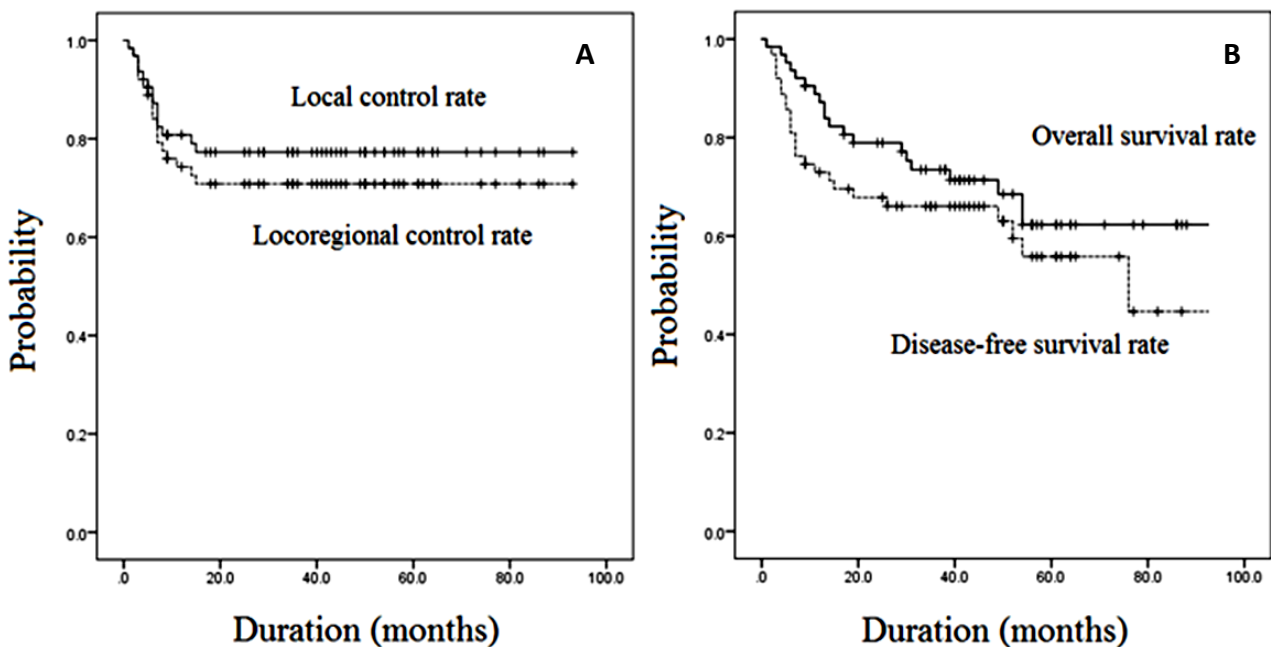 A
Local control rate
Locoregional control rate
Probability
1.0
0.8
0.6
0.4
0.2
0.0
.0 20.0 40.0 60.0 80.0 100.0
Duration (months)
B
Overall survival rate
Disease-free survival rate
Probability
1.0
0.8
0.6
0.4
0.2
0.0
.0 20.0 40.0 60.0 80.0 100.0
Duration (months)